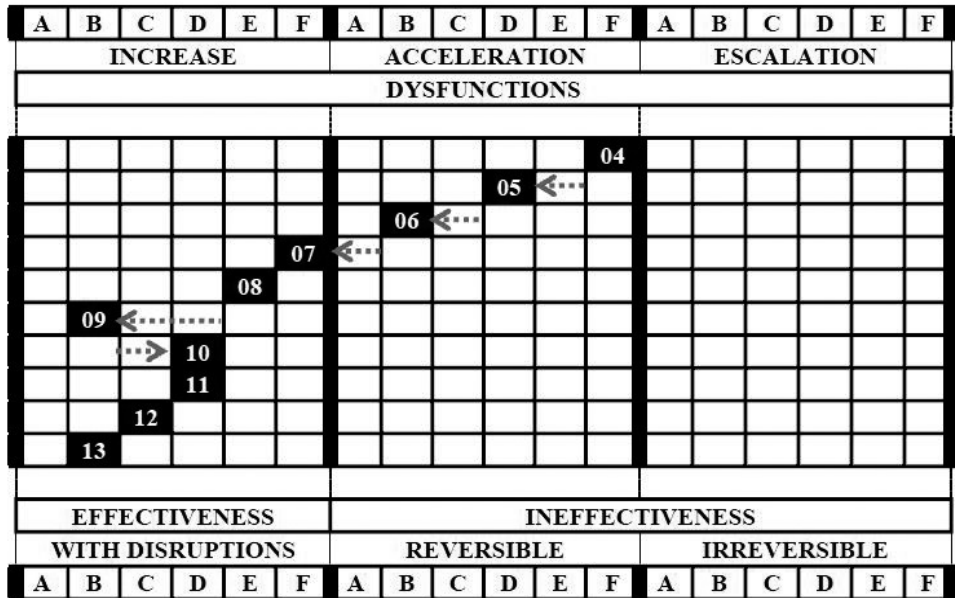 A B C D E F A B C D E F A B C D E F
INCREASE ACCELERATION ESCALATION
DYSFUNCTIONS
04
05
06
07
08
09
10
11
12
13
EFFECTIVENESS INEFFECTIVENESS
WITH DISRUPTIONS REVERSIBLE IRREVERSIBLE
A B C D E F A B C D E F A B C D E F